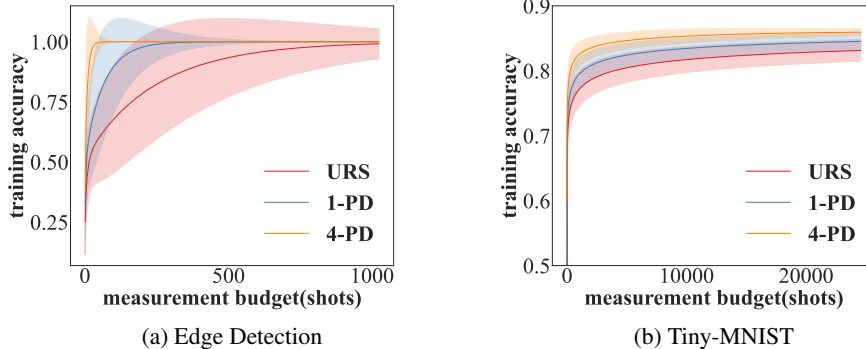 training accuracy
1.00
0.75
0.50
0.25
URS
1-PD
4-PD
0
500
1000
measurement budget(shots)
(a) Edge Detection
training accuracy
0.9
0.8
0.7
0.6
0.5
URS
1-PD
4-PD
0
10000
20000
measurement budget(shots)
(b) Tiny-MNIST